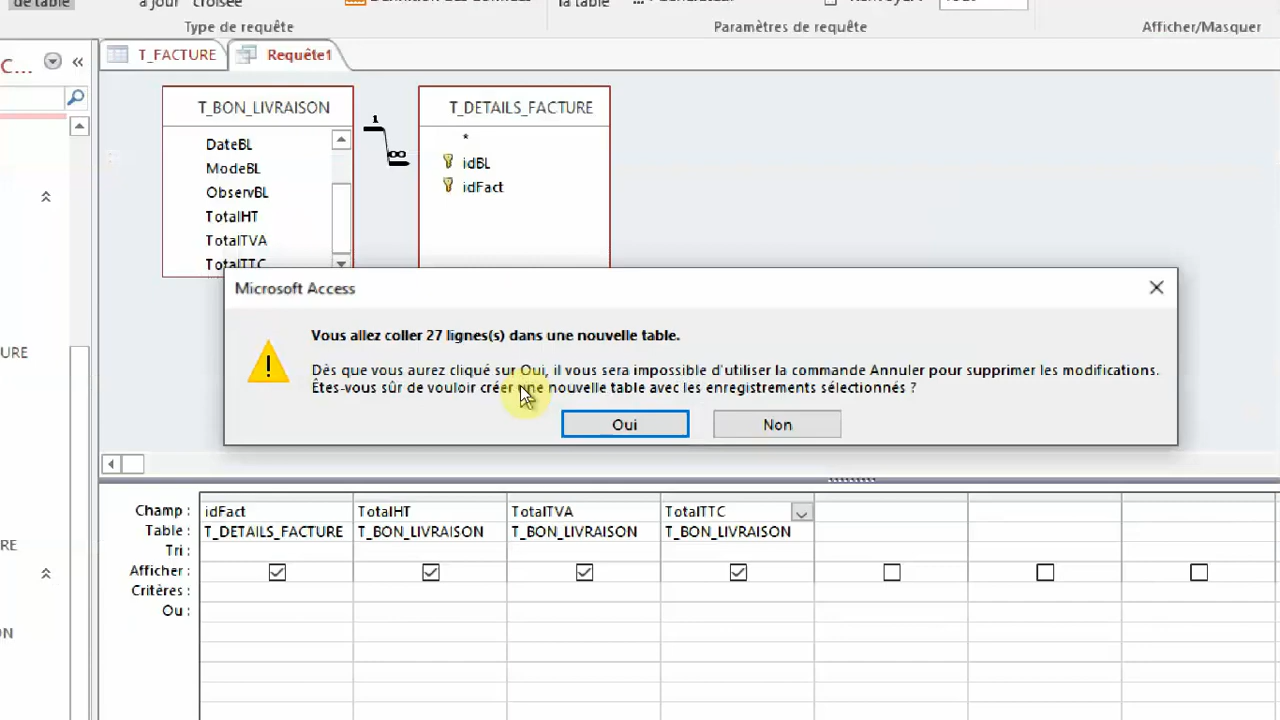 de table
à jour croisée
la table
Type de requête
Paramètres de requête
Afficher/Masquer
C...
«
T_FACTURE
Requête1
T_BON_LIVRAISON
DateBL
ModeBL
ObservBL
TotalHT
TotalTVA
TotalTTC
1
∞
T_DETAILS_FACTURE
*
idBL
idFact
Microsoft Access
Vous allez coller 27 lignes(s) dans une nouvelle table.
Dès que vous aurez cliqué sur Oui, il vous sera impossible d'utiliser la commande Annuler pour supprimer les modifications.
Êtes-vous sûr de vouloir créer une nouvelle table avec les enregistrements sélectionnés ?
Oui
Non
URE
RE
ON
Champ : idFact TotalHT TotalTVA TotalTTC
Table : T_DETAILS_FACTURE T_BON_LIVRAISON T_BON_LIVRAISON T_BON_LIVRAISON
Tri :
Afficher :
Critères :
Ou :